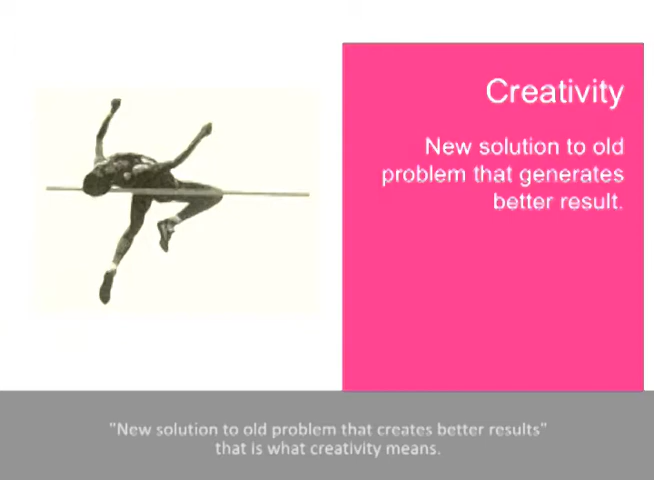 Creativity
New solution to old
problem that generates
better result.
"New solution to old problem that creates better results"
that is what creativity means.